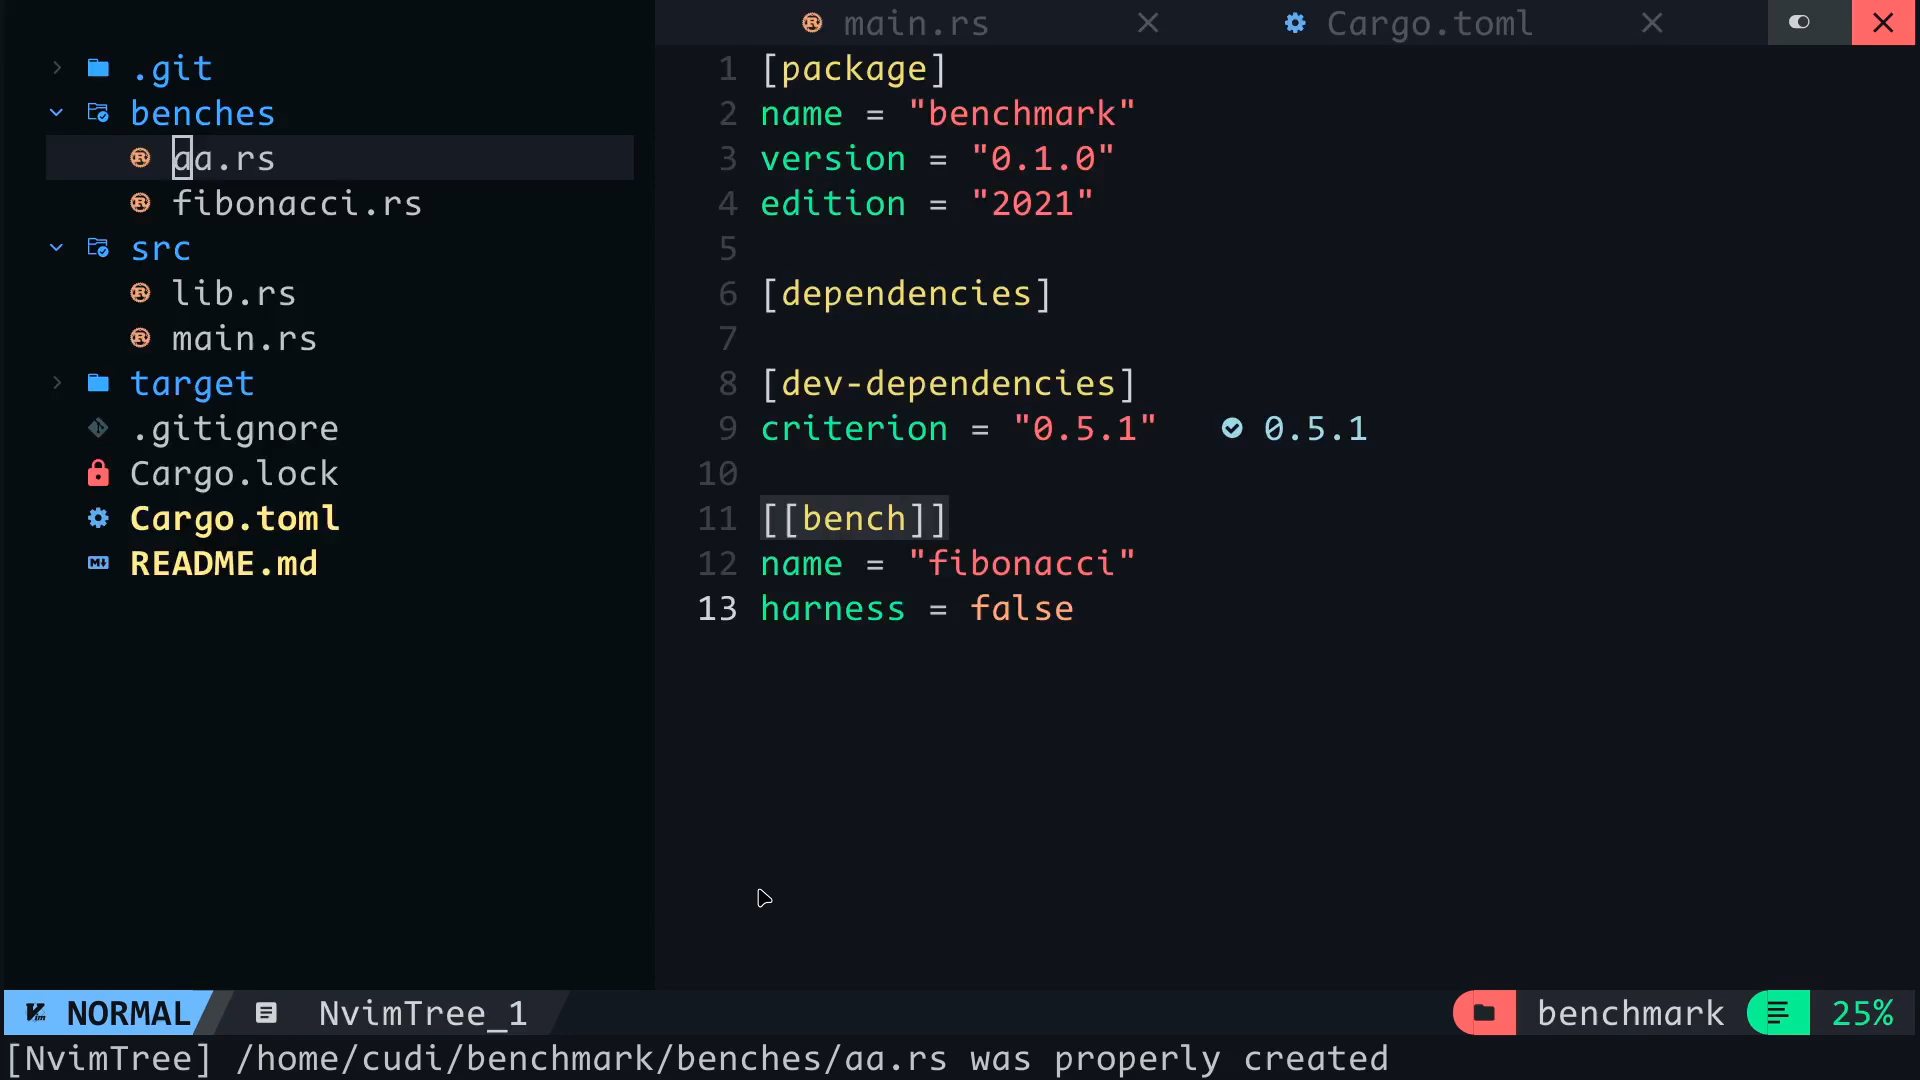 main.rs
Cargo.toml
.git
benches
aa.rs
fibonacci.rs
src
lib.rs
main.rs
target
.gitignore
Cargo.lock
Cargo.toml
README.md
1 [package]
2 name = "benchmark"
3 version = "0.1.0"
4 edition = "2021"
5
6 [dependencies]
7
8 [dev-dependencies]
9 criterion = "0.5.1" 0.5.1
10
11 [[bench]]
12 name = "fibonacci"
13 harness = false
NORMAL NvimTree_1 benchmark 25%
[NvimTree] /home/cudi/benchmark/benches/aa.rs was properly created